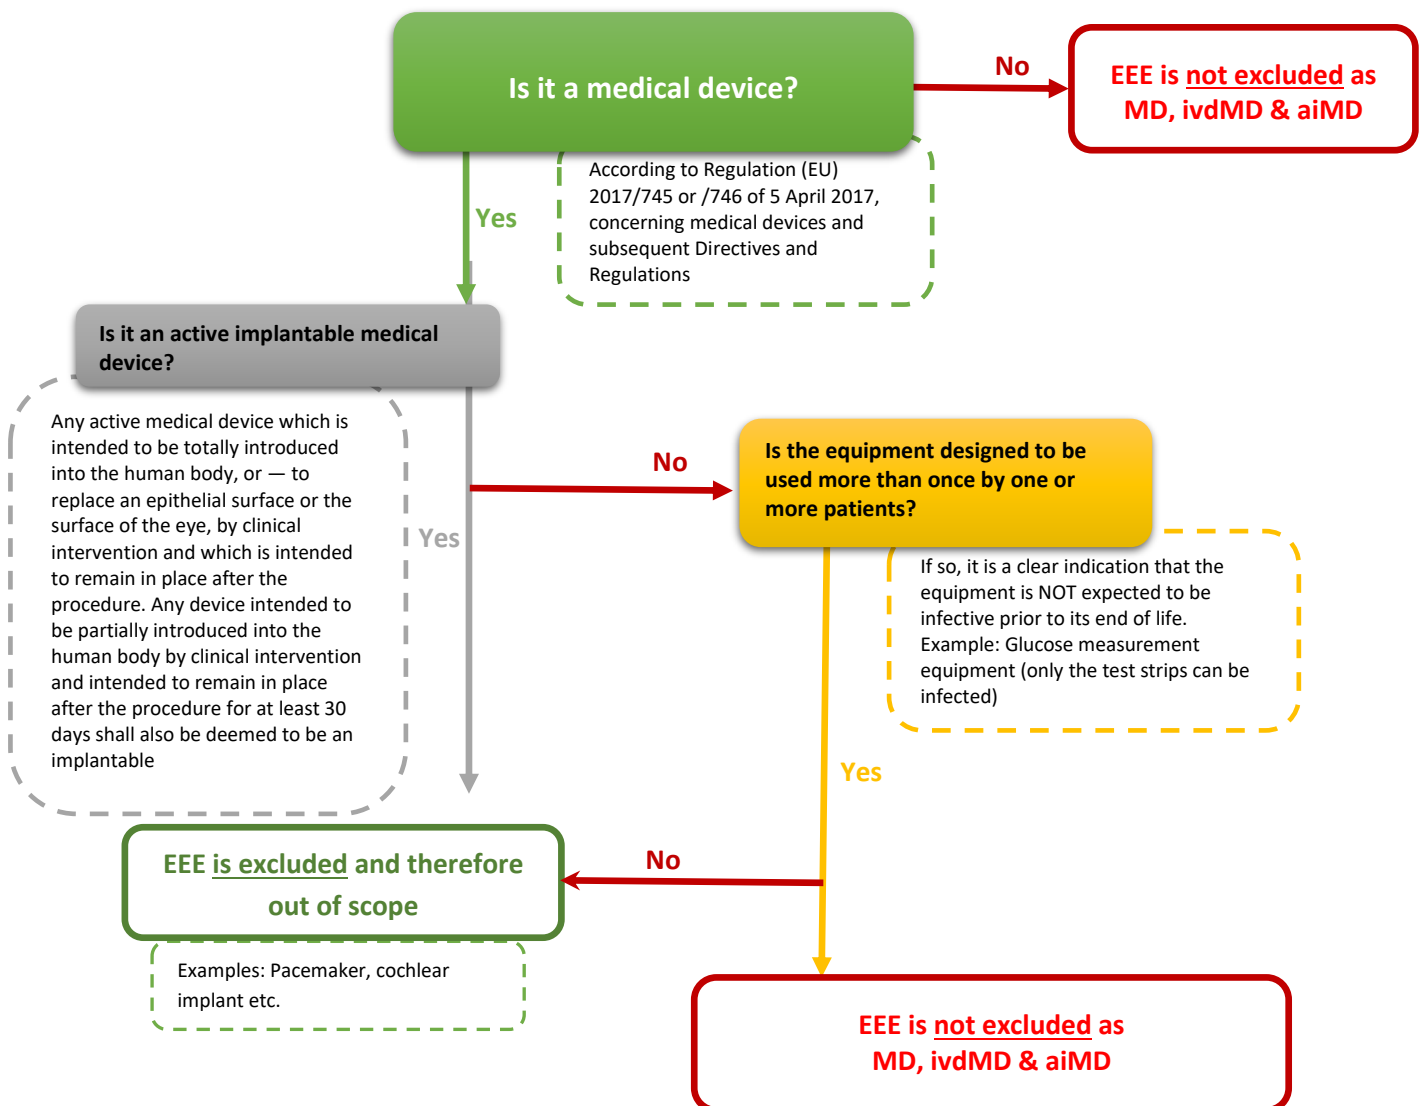 Is it a medical device?
No
EEE is not excluded as
MD, ivdMD & aiMD
According to Regulation (EU)
2017/745 or /746 of 5 April 2017,
concerning medical devices and
subsequent Directives and
Regulations
Yes
Is it an active implantable medical
device?
Any active medical device which is
intended to be totally introduced
into the human body, or — to
replace an epithelial surface or the
surface of the eye, by clinical
intervention and which is intended
to remain in place after the
procedure. Any device intended to
be partially introduced into the
human body by clinical intervention
and intended to remain in place
after the procedure for at least 30
days shall also be deemed to be an
implantable
Yes
No
Is the equipment designed to be
used more than once by one or
more patients?
If so, it is a clear indication that the
equipment is NOT expected to be
infective prior to its end of life.
Example: Glucose measurement
equipment (only the test strips can be
infected)
Yes
No
EEE is excluded and therefore
out of scope
Examples: Pacemaker, cochlear
implant etc.
EEE is not excluded as
MD, ivdMD & aiMD